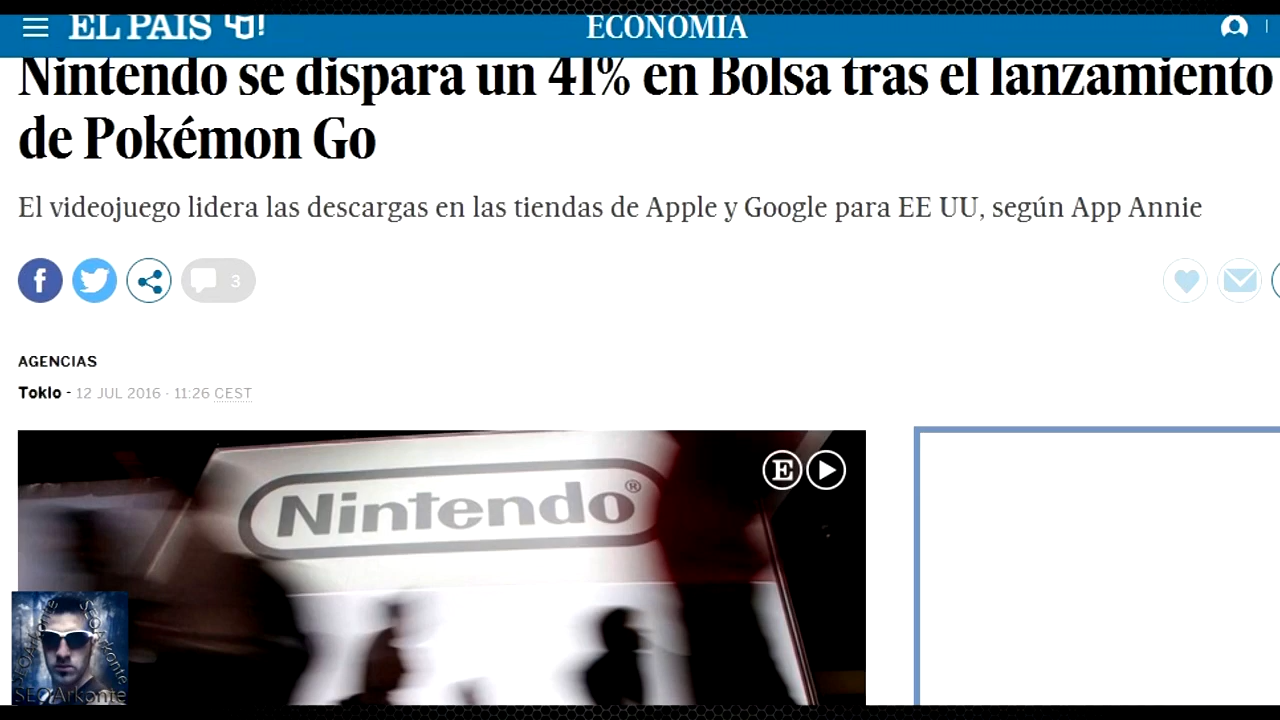 EL PAÍS
ECONOMÍA
Nintendo se dispara un 41% en Bolsa tras el lanzamiento
de Pokémon Go
El videojuego lidera las descargas en las tiendas de Apple y Google para EE UU, según App Annie
3
AGENCIAS
Tokio - 12 JUL 2016 - 11:26 CEST
E
Nintendo®
SEOArkonte
SEOArkonte
SEOArkonte